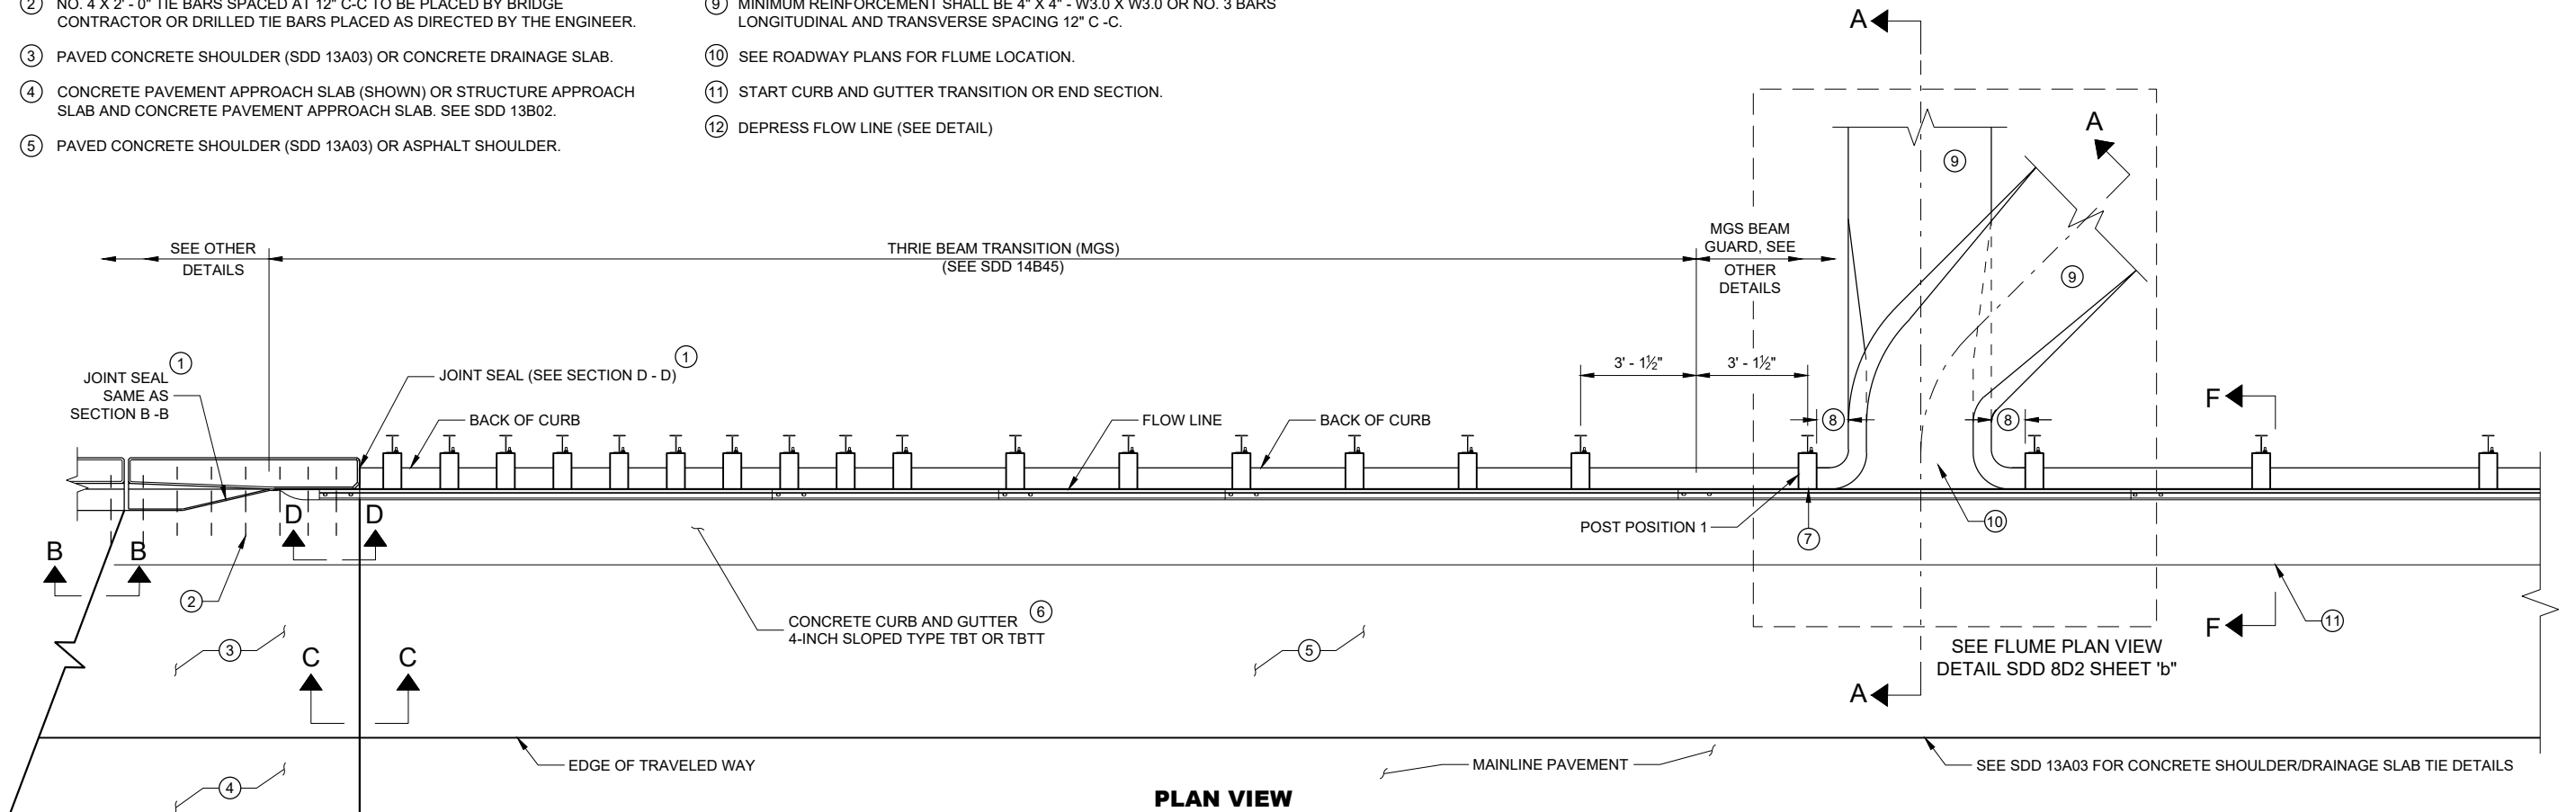 ② NO. 4 X 2' - 0" TIE BARS SPACED AT 12" C-C TO BE PLACED BY BRIDGE
CONTRACTOR OR DRILLED TIE BARS PLACED AS DIRECTED BY THE ENGINEER.
③ PAVED CONCRETE SHOULDER (SDD 13A03) OR CONCRETE DRAINAGE SLAB.
④ CONCRETE PAVEMENT APPROACH SLAB (SHOWN) OR STRUCTURE APPROACH
SLAB AND CONCRETE PAVEMENT APPROACH SLAB. SEE SDD 13B02.
⑤ PAVED CONCRETE SHOULDER (SDD 13A03) OR ASPHALT SHOULDER.
⑨ MINIMUM REINFORCEMENT SHALL BE 4" X 4" - W3.0 X W3.0 OR NO. 3 BARS
LONGITUDINAL AND TRANSVERSE SPACING 12" C -C.
⑩ SEE ROADWAY PLANS FOR FLUME LOCATION.
⑪ START CURB AND GUTTER TRANSITION OR END SECTION.
⑫ DEPRESS FLOW LINE (SEE DETAIL)
A
A
⑨
⑨
SEE OTHER
DETAILS
THRIE BEAM TRANSITION (MGS)
(SEE SDD 14B45)
MGS BEAM
GUARD, SEE
OTHER
DETAILS
①
JOINT SEAL
SAME AS
SECTION B -B
JOINT SEAL (SEE SECTION D - D)
①
3' - 1½"
3' - 1½"
BACK OF CURB
FLOW LINE
BACK OF CURB
⑧
⑧
F
D
D
B
B
②
POST POSITION 1
⑦
⑩
CONCRETE CURB AND GUTTER ⑥
4-INCH SLOPED TYPE TBT OR TBTT
③
⑤
F
⑪
C
C
SEE FLUME PLAN VIEW
DETAIL SDD 8D2 SHEET 'b"
A
EDGE OF TRAVELED WAY
MAINLINE PAVEMENT
SEE SDD 13A03 FOR CONCRETE SHOULDER/DRAINAGE SLAB TIE DETAILS
④
PLAN VIEW